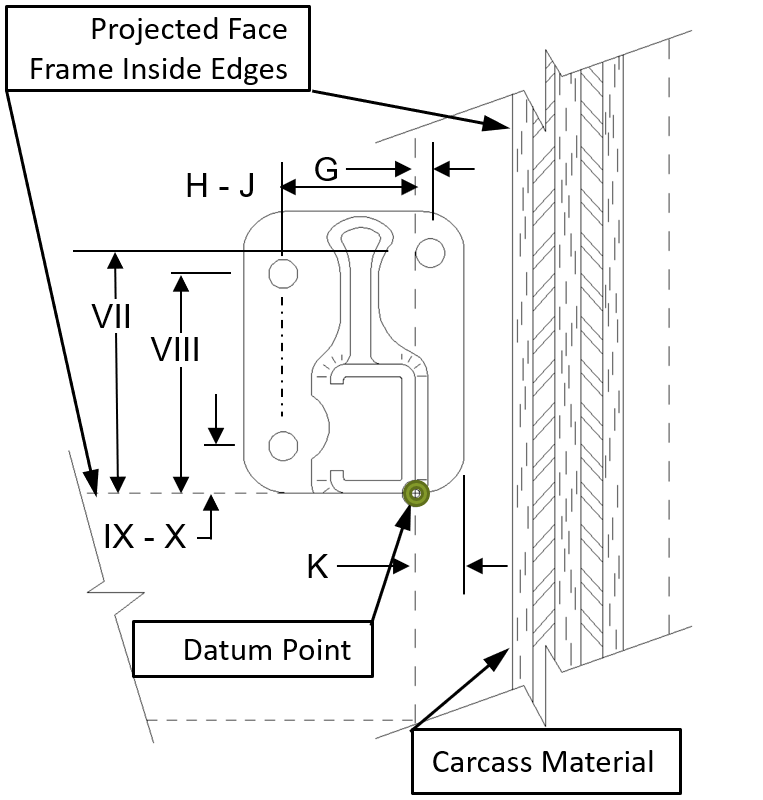 Projected Face
Frame Inside Edges
G
H - J
VII
VIII
IX - X
K
Datum Point
Carcass Material